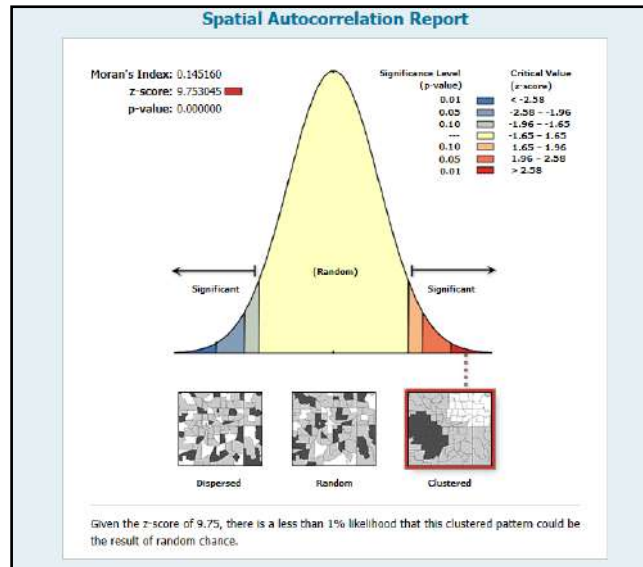 Spatial Autocorrelation Report
Moran's Index: 0.145160
z-score: 9.753045
p-value: 0.000000
Significance Level (p-value)
Critical Value (z-score)
0.01 < -2.58
0.05 -2.58 – -1.96
0.10 -1.96 – -1.65
--- -1.65 – 1.65
0.10 1.65 – 1.96
0.05 1.96 – 2.58
0.01 > 2.58
Significant
(Random)
Significant
Dispersed
Random
Clustered
Given the z-score of 9.75, there is a less than 1% likelihood that this clustered pattern could be
the result of random chance.